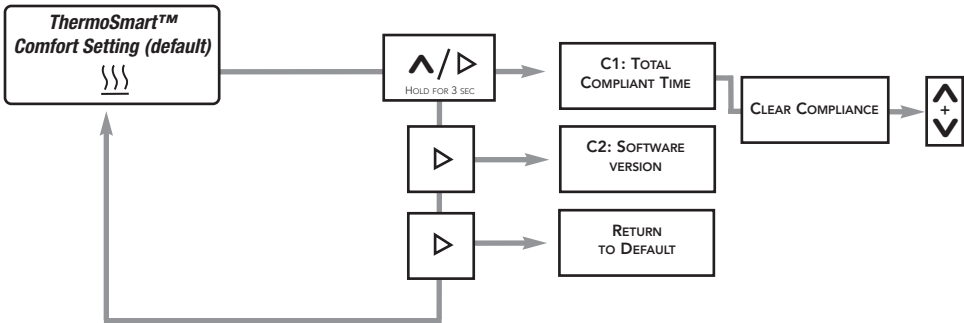 ThermoSmart™
Comfort Setting (default)
/
HOLD FOR 3 SEC
C1: TOTAL
COMPLIANT TIME
CLEAR COMPLIANCE
+
C2: SOFTWARE
VERSION
RETURN
TO DEFAULT